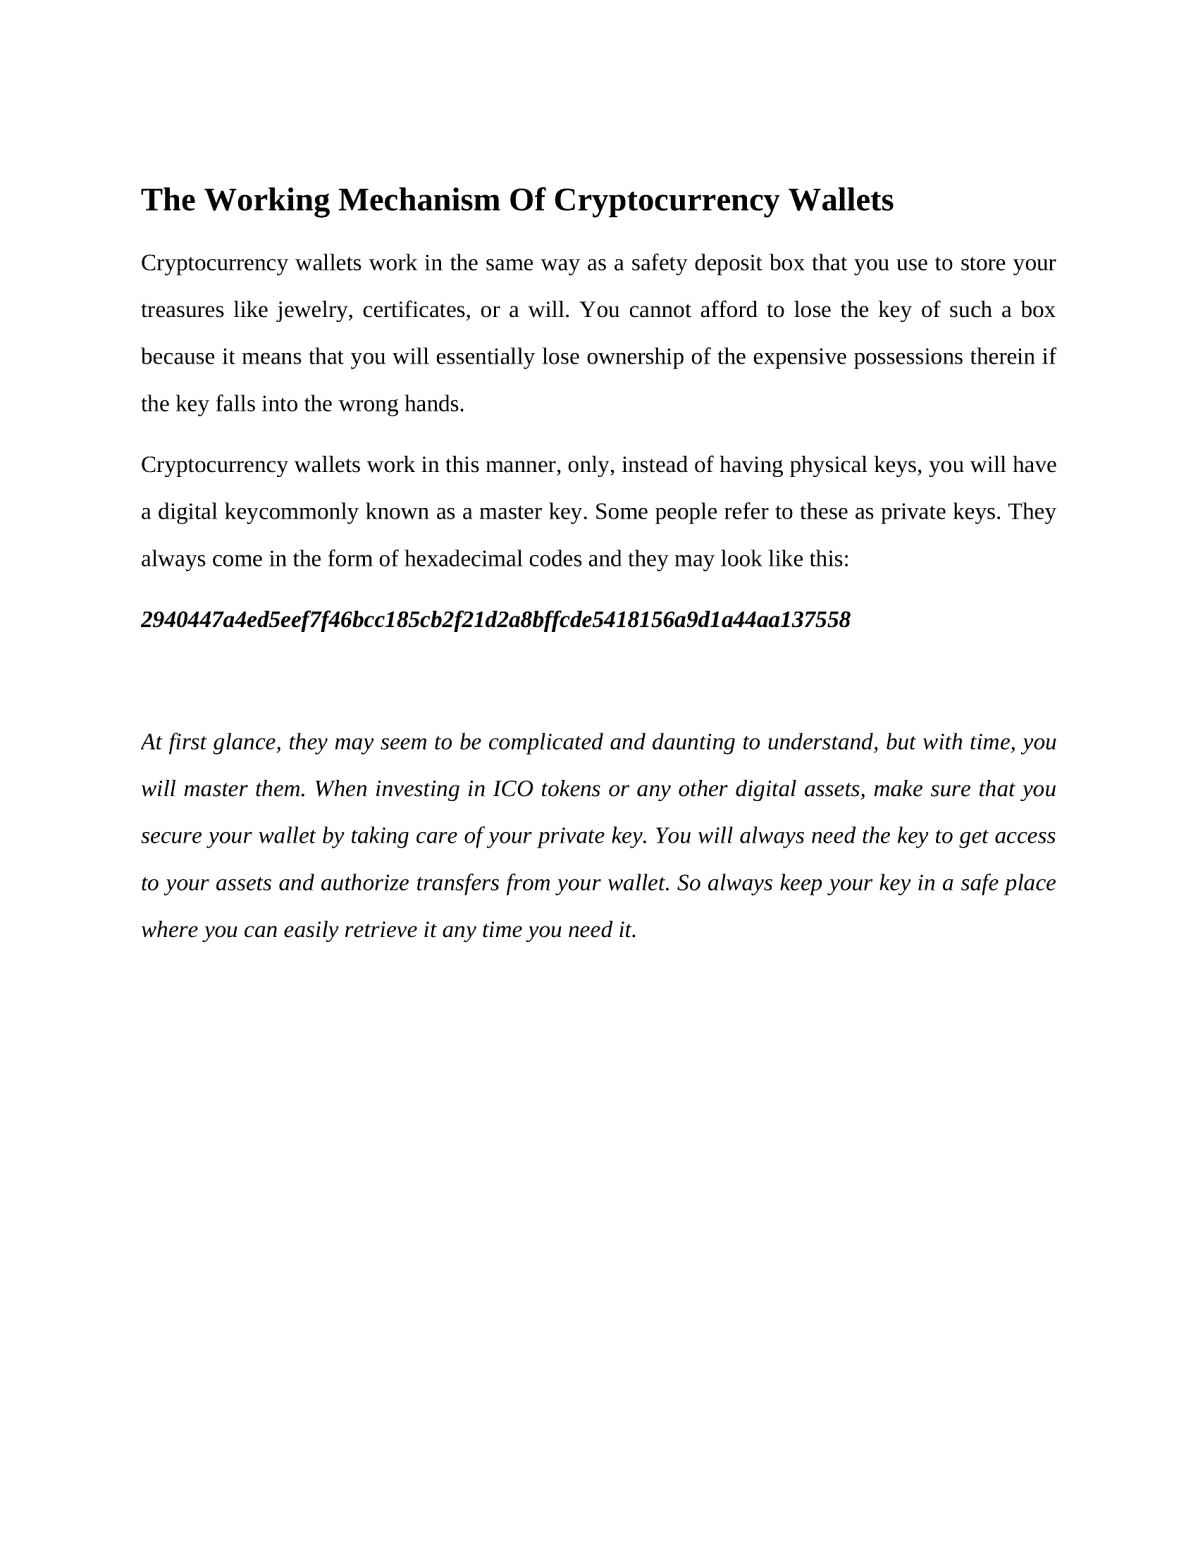 The Working Mechanism Of Cryptocurrency Wallets
Cryptocurrency wallets work in the same way as a safety deposit box that you use to store your
treasures like jewelry, certificates, or a will. You cannot afford to lose the key of such a box
because it means that you will essentially lose ownership of the expensive possessions therein if
the key falls into the wrong hands.
Cryptocurrency wallets work in this manner, only, instead of having physical keys, you will have
a digital keycommonly known as a master key. Some people refer to these as private keys. They
always come in the form of hexadecimal codes and they may look like this:
2940447a4ed5eef7f46bcc185cb2f21d2a8bffcde5418156a9d1a44aa137558
At first glance, they may seem to be complicated and daunting to understand, but with time, you
will master them. When investing in ICO tokens or any other digital assets, make sure that you
secure your wallet by taking care of your private key. You will always need the key to get access
to your assets and authorize transfers from your wallet. So always keep your key in a safe place
where you can easily retrieve it any time you need it.